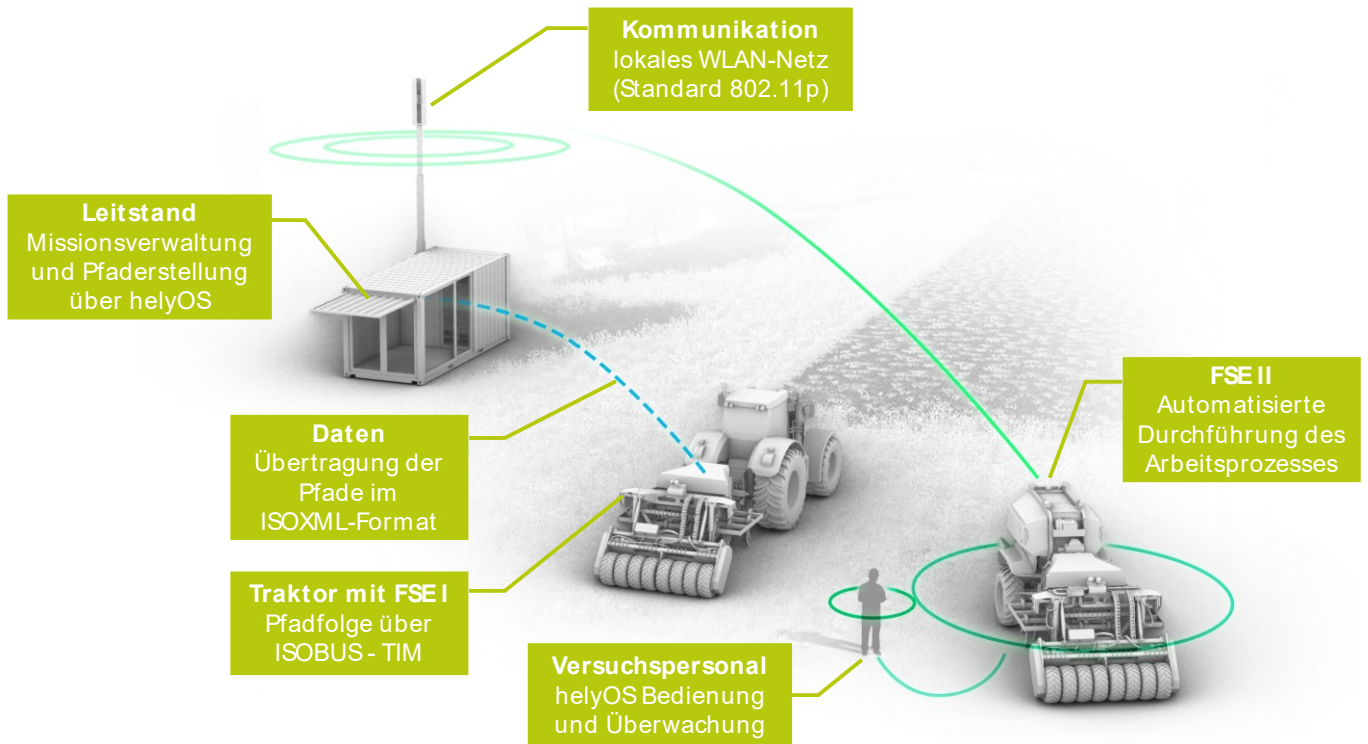 Kommunikation
lokales WLAN-Netz
(Standard 802.11p)
Leitstand
Missionsverwaltung
und Pfaderstellung
über helyOS
Daten
Übertragung der
Pfade im
ISOXML-Format
Traktor mit FSE I
Pfadfolge über
ISOBUS - TIM
Versuchspersonal
helyOS Bedienung
und Überwachung
FSE II
Automatisierte
Durchführung des
Arbeitsprozesses